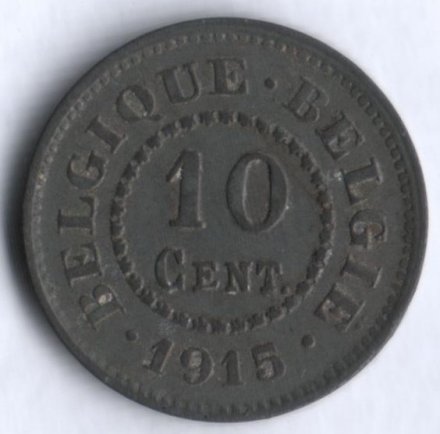 · BELGIQUE · BELGIE ·
10
CENT.
· 1915 ·